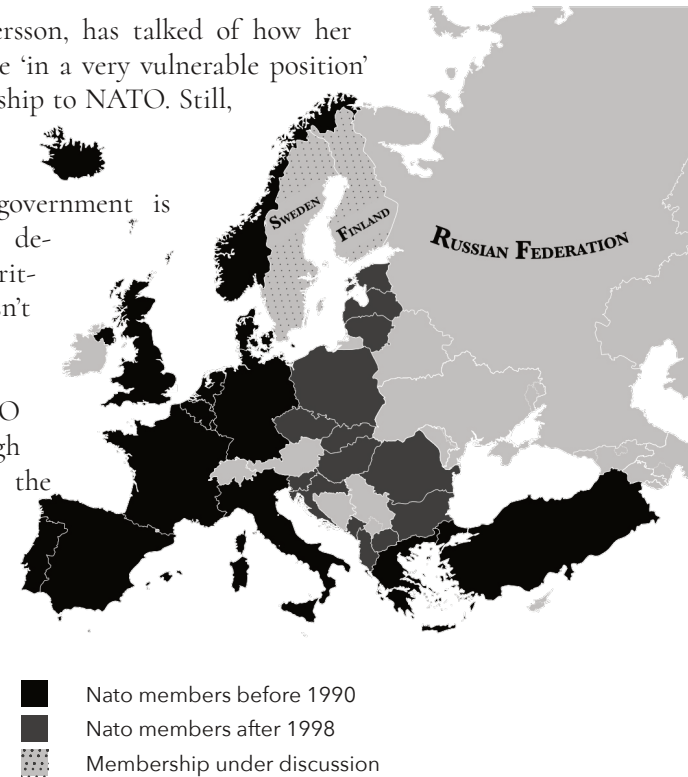 ersson, has talked of how her
e ‘in a very vulnerable position’
ship to NATO. Still,
government is
de-
rit-
n’t
O
gh
the
SWEDEN
FINLAND
RUSSIAN FEDERATION
Nato members before 1990
Nato members after 1998
Membership under discussion